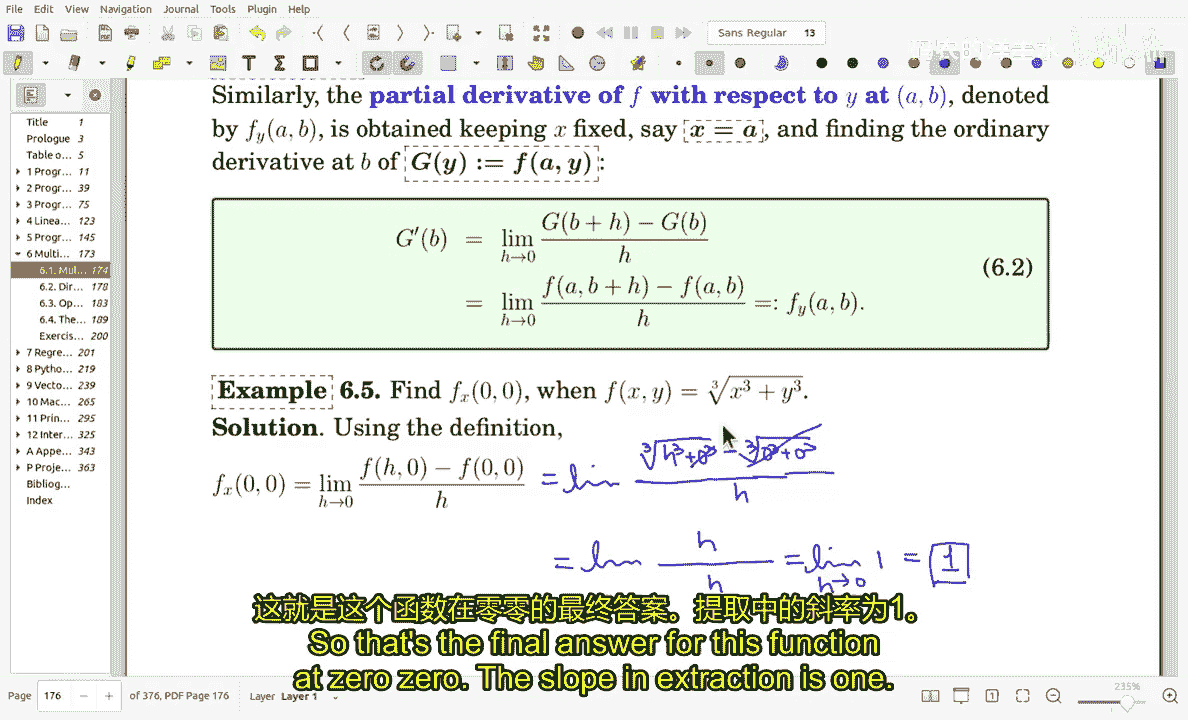 File Edit View Navigation Journal Tools Plugin Help
Sans Regular 13
Title 1
Prologue 3
Table o... 5
1 Progr... 11
2 Progr... 39
3 Progr... 75
4 Linea... 123
5 Progr... 145
6 Multi... 173
6.1. Mul... 174
6.2. Dir... 178
6.3. Op... 183
6.4. The... 189
Exercis... 200
7 Regre... 201
8 Pytho... 219
9 Vecto... 239
10 Mac... 265
11 Prin... 295
12 Inter... 325
A Appe... 343
P Projec... 363
Bibliog...
Index
Similarly, the partial derivative of f with respect to y at (a, b), denoted
by f_y(a, b), is obtained keeping x fixed, say x = a, and finding the ordinary
derivative at b of G(y) := f(a, y):
G′(b) = lim_{h→0} (G(b + h) − G(b))/h
= lim_{h→0} (f(a, b + h) − f(a, b))/h =: f_y(a, b).
(6.2)
Example 6.5. Find f_x(0, 0), when f(x, y) = ∛(x³ + y³).
Solution. Using the definition,
f_x(0, 0) = lim_{h→0} (f(h, 0) − f(0, 0))/h = lim (∛(h³+0³) − ∛(0³+0³))/h
= lim h/h = lim_{h→0} 1 = 1
这就是这个函数在零零的最终答案。提取中的斜率为1。
So that's the final answer for this function
at zero zero. The slope in extraction is one.
Page 176 of 376, PDF Page 176 Layer Layer 1 235%